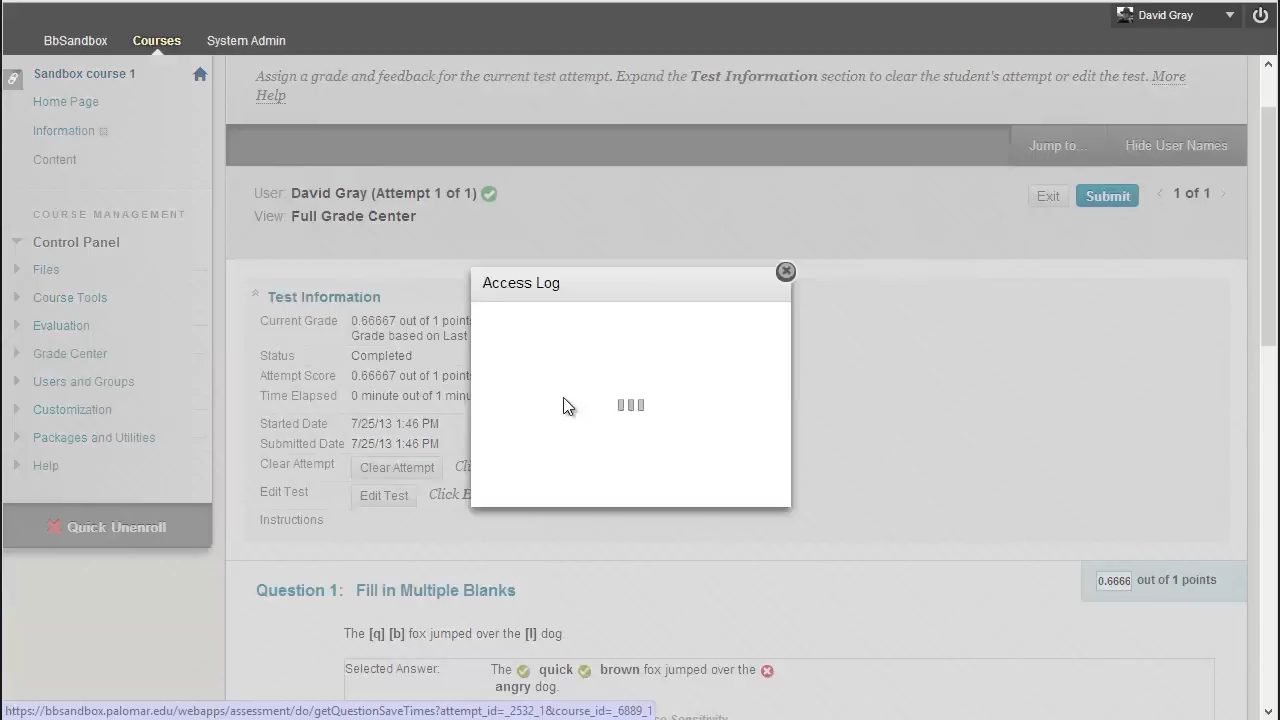 David Gray
BbSandbox Courses System Admin
Sandbox course 1
Home Page
Information
Content
COURSE MANAGEMENT
Control Panel
Files
Course Tools
Evaluation
Grade Center
Users and Groups
Customization
Packages and Utilities
Help
Quick Unenroll
Assign a grade and feedback for the current test attempt. Expand the Test Information section to clear the student's attempt or edit the test. More
Help
Jump to... Hide User Names
User: David Gray (Attempt 1 of 1)
View: Full Grade Center
Exit Submit 1 of 1
Test Information
Current Grade 0.66667 out of 1 points
Grade based on Last
Status Completed
Attempt Score 0.66667 out of 1 points
Time Elapsed 0 minute out of 1
Started Date 7/25/13 1:46 PM
Submitted Date 7/25/13 1:46 PM
Clear Attempt Clear Attempt
Edit Test Edit Test Click
Instructions
Access Log
Question 1: Fill in Multiple Blanks
0.6666 out of 1 points
The [q] [b] fox jumped over the [l] dog
Selected Answer: The quick brown fox jumped over the
angry dog.
https://bbsandbox.palomar.edu/webapps/assessment/do/getQuestionSaveTimes?attempt_id=_2532_1&course_id=_6889_1